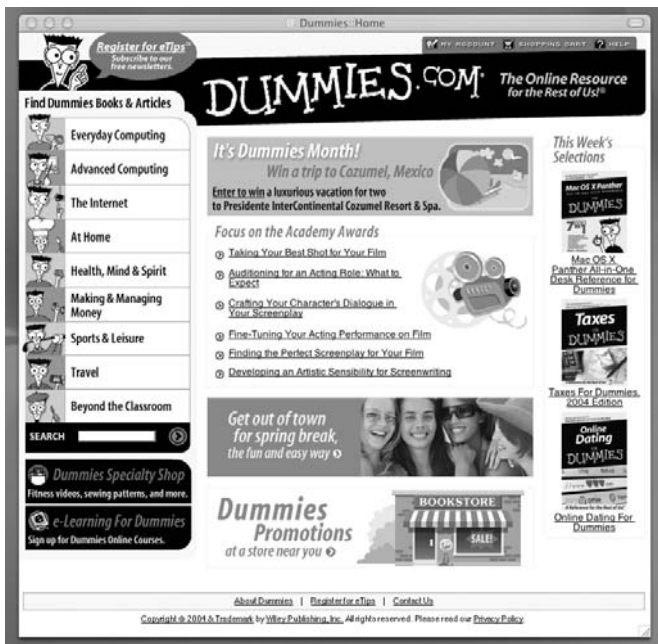 Dummies::Home
Register for eTips™
Subscribe to our
free newsletters.
MY ACCOUNT SHOPPING CART ? HELP
DUMMIES.COM®
The Online Resource
for the Rest of Us!®
Find Dummies Books & Articles
Everyday Computing
Advanced Computing
The Internet
At Home
Health, Mind & Spirit
Making & Managing
Money
Sports & Leisure
Travel
Beyond the Classroom
SEARCH
Dummies Specialty Shop
Fitness videos, sewing patterns, and more.
e-Learning For Dummies
Sign up for Dummies Online Courses.
It's Dummies Month!
Win a trip to Cozumel, Mexico
Enter to win a luxurious vacation for two
to Presidente InterContinental Cozumel Resort & Spa.
Focus on the Academy Awards
Taking Your Best Shot for Your Film
Auditioning for an Acting Role: What to
Expect
Crafting Your Character's Dialogue in
Your Screenplay
Fine-Tuning Your Acting Performance on Film
Finding the Perfect Screenplay for Your Film
Developing an Artistic Sensibility for Screenwriting
Get out of town
for spring break,
the fun and easy way
Dummies
Promotions
at a store near you
BOOKSTORE
SALE!
This Week's
Selections
Mac OS X Panther
DUMMIES
7 in 1
Mac OS X
Panther All-in-One
Desk Reference for
Dummies
Taxes
DUMMIES
Taxes For Dummies,
2004 Edition
Online
Dating
DUMMIES
Online Dating For
Dummies
About Dummies | Register for eTips | Contact Us
Copyright © 2004 & Trademark by Wiley Publishing, Inc. All rights reserved. Please read our Privacy Policy.